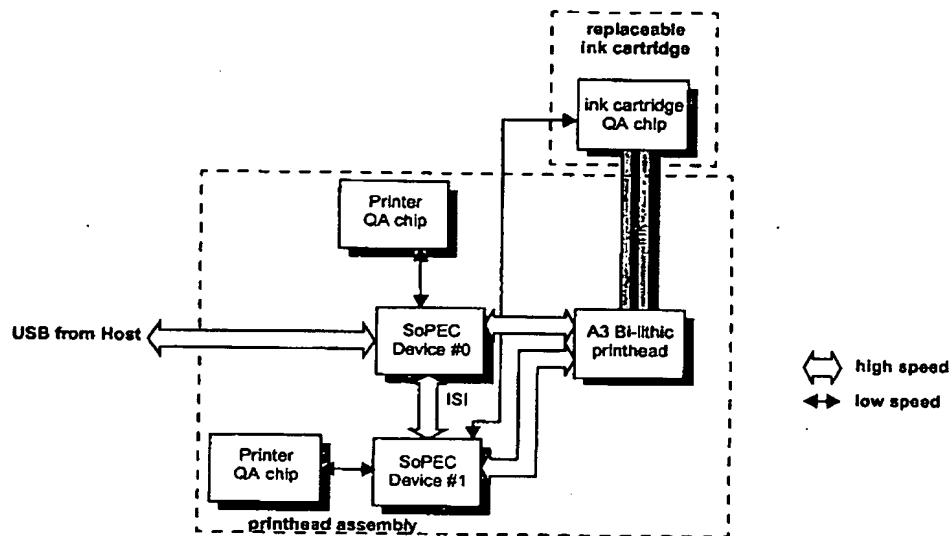 replaceable
ink cartridge
ink cartridge
QA chip
Printer
QA chip
USB from Host
SoPEC
Device #0
A3 Bi-lithic
printhead
high speed
low speed
ISI
Printer
QA chip
SoPEC
Device #1
printhead assembly